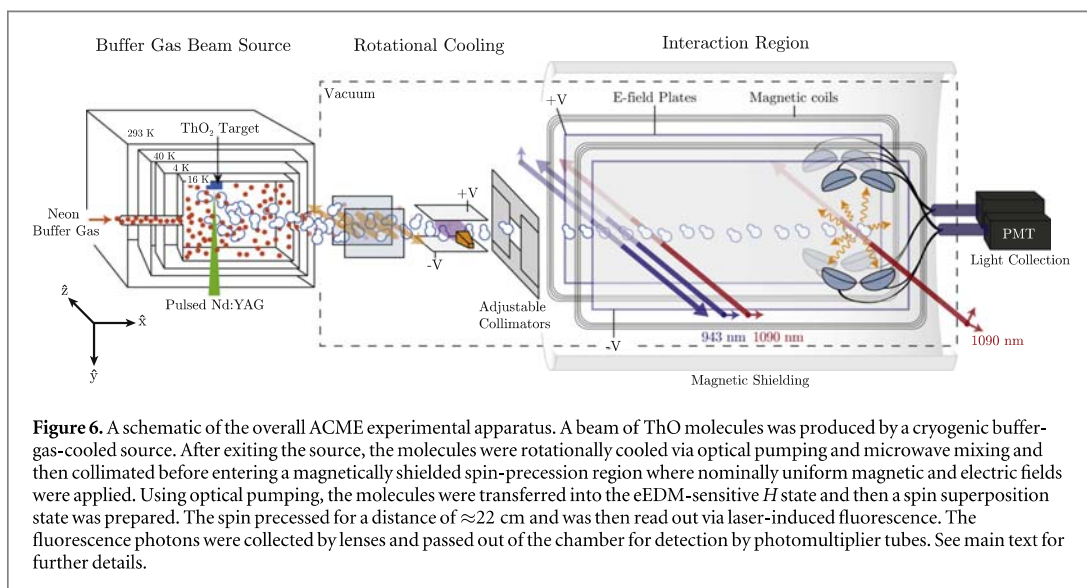 Buffer Gas Beam Source
Rotational Cooling
Interaction Region
Vacuum
+V
E-field Plates
Magnetic coils
293 K
ThO2 Target
40 K
4 K
16 K
+V
Neon
Buffer Gas
PMT
Light Collection
-V
Pulsed Nd:YAG
Adjustable
Collimators
ẑ
x̂
ŷ
-V
943 nm
1090 nm
1090 nm
Magnetic Shielding
Figure 6. A schematic of the overall ACME experimental apparatus. A beam of ThO molecules was produced by a cryogenic buffer-
gas-cooled source. After exiting the source, the molecules were rotationally cooled via optical pumping and microwave mixing and
then collimated before entering a magnetically shielded spin-precession region where nominally uniform magnetic and electric fields
were applied. Using optical pumping, the molecules were transferred into the eEDM-sensitive H state and then a spin superposition
state was prepared. The spin precessed for a distance of ≈22 cm and was then read out via laser-induced fluorescence. The
fluorescence photons were collected by lenses and passed out of the chamber for detection by photomultiplier tubes. See main text for
further details.